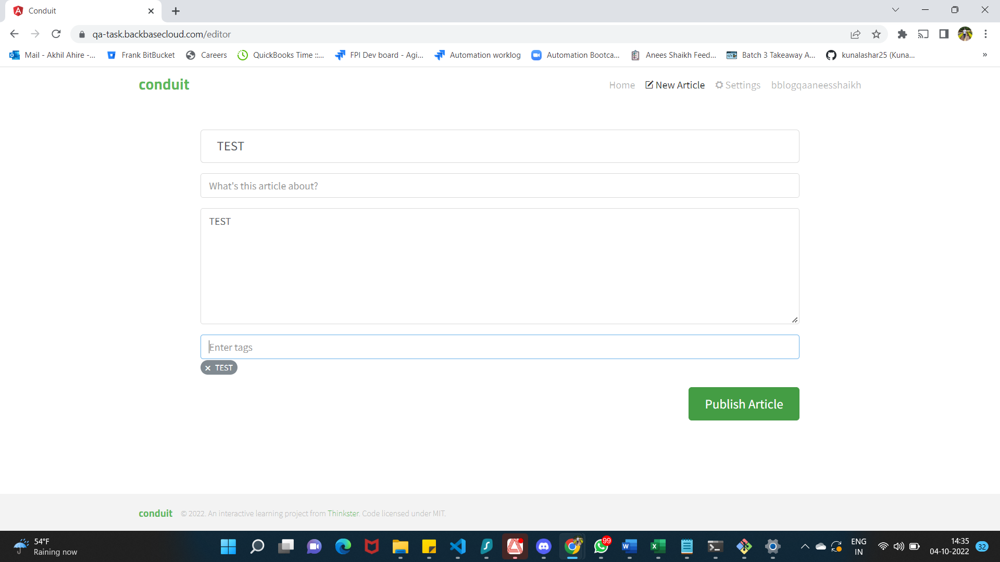 Conduit
qa-task.backbasecloud.com/editor
Mail - Akhil Ahire -...
Frank BitBucket
Careers
QuickBooks Time ::...
FPI Dev board - Agi...
Automation worklog
Automation Bootca...
Anees Shaikh Feed...
Batch 3 Takeaway A...
kunalashar25 (Kuna...
»
conduit
Home
New Article
Settings
bblogqaaneesshaikh
TEST
What's this article about?
TEST
Enter tags
× TEST
Publish Article
conduit © 2022. An interactive learning project from Thinkster. Code licensed under MIT.
54°F
Raining now
99
ENG
IN
14:35
04-10-2022
32